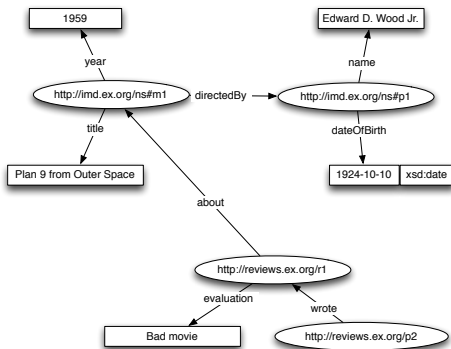 1959
Edward D. Wood Jr.
year
name
http://imd.ex.org/ns#m1
directedBy
http://imd.ex.org/ns#p1
title
dateOfBirth
Plan 9 from Outer Space
1924-10-10
xsd:date
about
http://reviews.ex.org/r1
evaluation
wrote
Bad movie
http://reviews.ex.org/p2